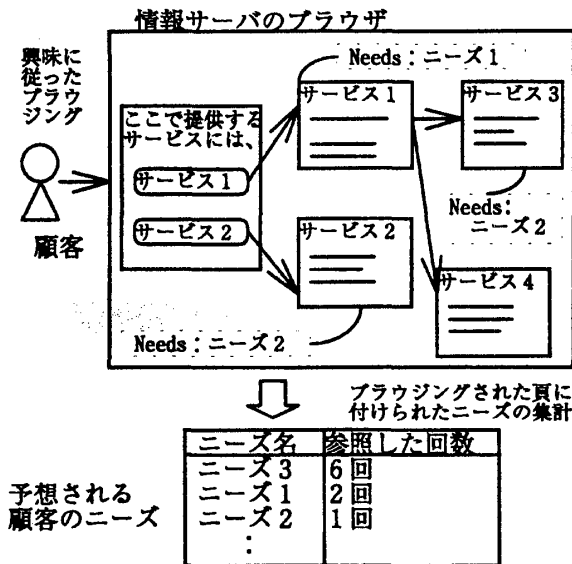 情報サーバのブラウザ
興味に
従った
ブラウ
ジング
顧客
ここで提供する
サービスには、
サービス1
サービス2
Needs：ニーズ1
サービス1
サービス3
Needs：
ニーズ2
サービス2
サービス4
Needs：ニーズ2
ブラウジングされた頁に
付けられたニーズの集計
予想される
顧客のニーズ
ニーズ名 参照した回数
ニーズ3 6回
ニーズ1 2回
ニーズ2 1回
：